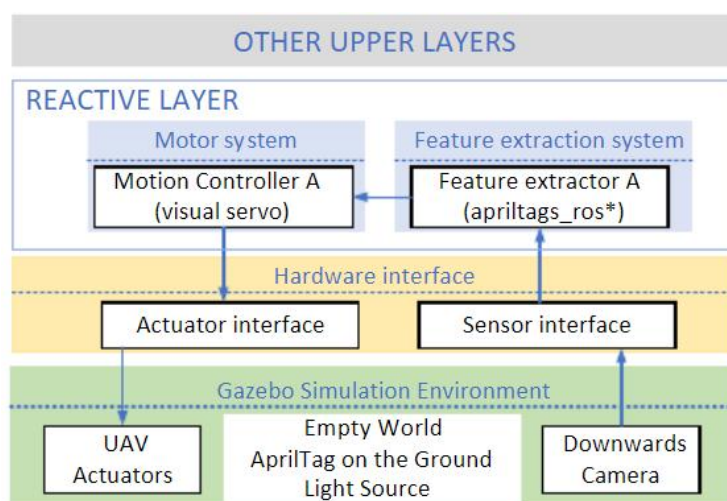 OTHER UPPER LAYERS
REACTIVE LAYER
Motor system
Feature extraction system
Motion Controller A
(visual servo)
Feature extractor A
(apriltags_ros*)
Hardware interface
Actuator interface
Sensor interface
Gazebo Simulation Environment
UAV
Actuators
Empty World
AprilTag on the Ground
Light Source
Downwards
Camera